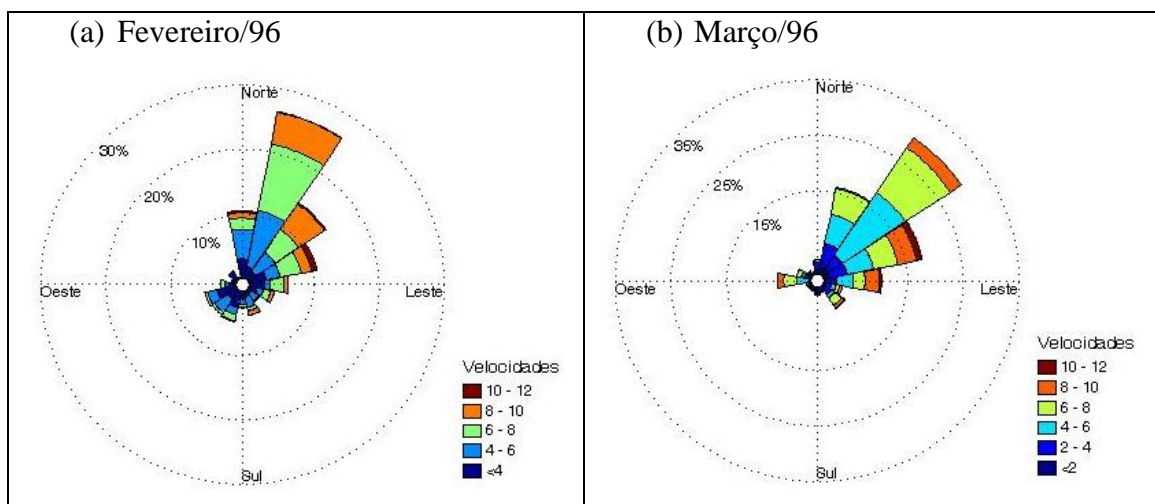 (a) Fevereiro/96
Norte
30%
20%
10%
Oeste
Leste
Sul
Velocidades
10 - 12
8 - 10
6 - 8
4 - 6
<4
(b) Março/96
Norte
35%
25%
15%
Oeste
Leste
Sul
Velocidades
10 - 12
8 - 10
6 - 8
4 - 6
2 - 4
<2